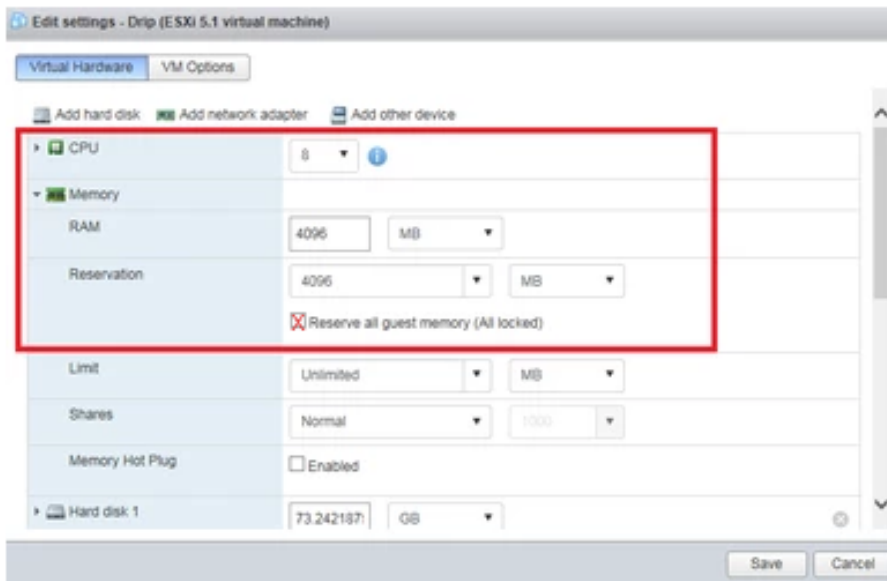 Edit settings - Drip (ESXi 5.1 virtual machine)
Virtual Hardware VM Options
Add hard disk Add network adapter Add other device
CPU 8
Memory
RAM 4096 MB
Reservation 4096 MB
Reserve all guest memory (All locked)
Limit Unlimited MB
Shares Normal 1000
Memory Hot Plug Enabled
Hard disk 1 GB
Save Cancel